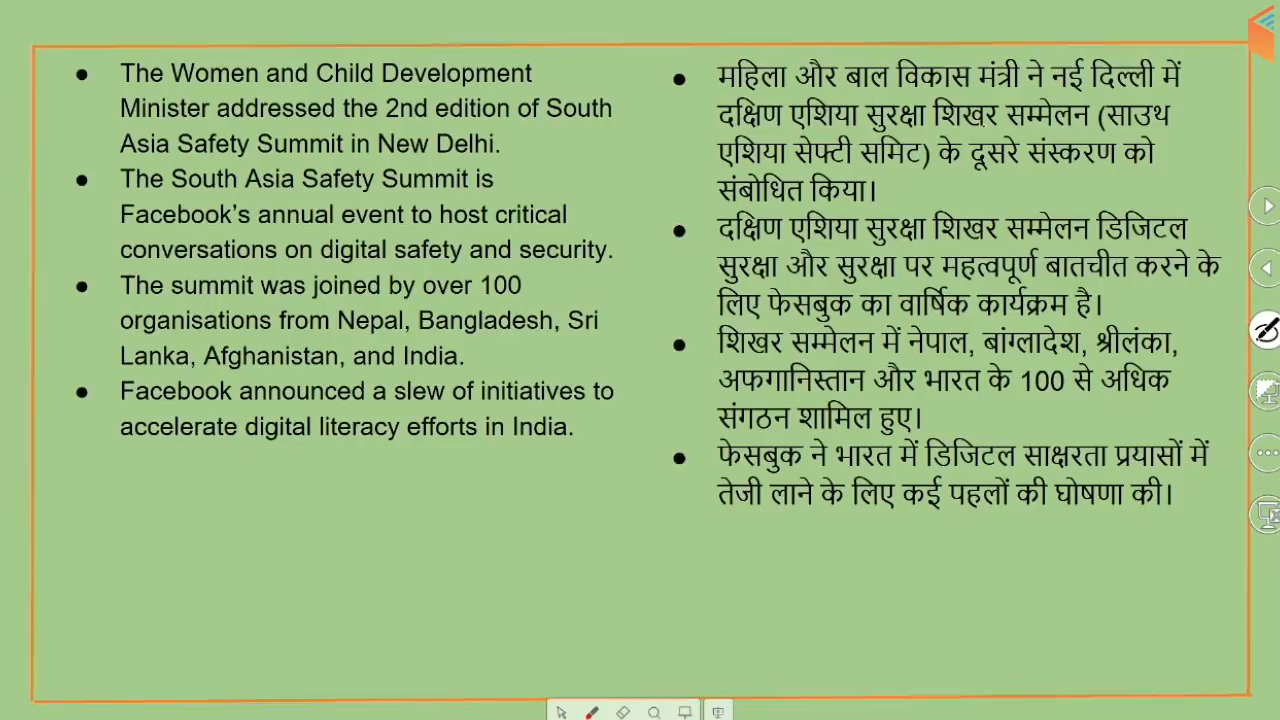 ● The Women and Child Development
Minister addressed the 2nd edition of South
Asia Safety Summit in New Delhi.
● The South Asia Safety Summit is
Facebook's annual event to host critical
conversations on digital safety and security.
● The summit was joined by over 100
organisations from Nepal, Bangladesh, Sri
Lanka, Afghanistan, and India.
● Facebook announced a slew of initiatives to
accelerate digital literacy efforts in India.
● महिला और बाल विकास मंत्री ने नई दिल्ली में
दक्षिण एशिया सुरक्षा शिखर सम्मेलन (साउथ
एशिया सेफ्टी समिट) के दूसरे संस्करण को
संबोधित किया।
● दक्षिण एशिया सुरक्षा शिखर सम्मेलन डिजिटल
सुरक्षा और सुरक्षा पर महत्वपूर्ण बातचीत करने के
लिए फेसबुक का वार्षिक कार्यक्रम है।
● शिखर सम्मेलन में नेपाल, बांग्लादेश, श्रीलंका,
अफगानिस्तान और भारत के 100 से अधिक
संगठन शामिल हुए।
● फेसबुक ने भारत में डिजिटल साक्षरता प्रयासों में
तेजी लाने के लिए कई पहलों की घोषणा की।